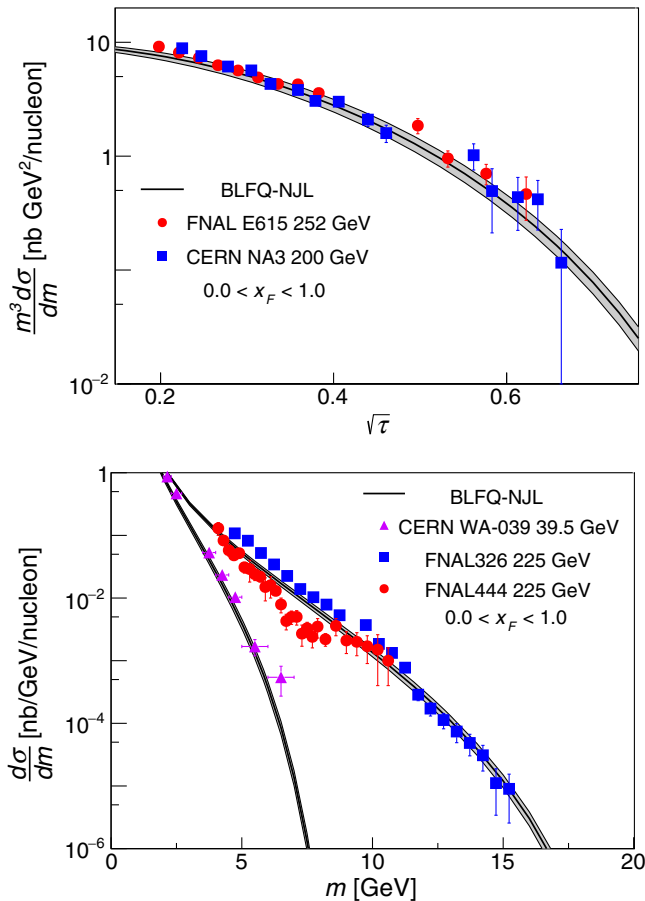 10
1
10⁻²
m³dσ/dm [nb GeV²/nucleon]
BLFQ-NJL
FNAL E615 252 GeV
CERN NA3 200 GeV
0.0 < x_F < 1.0
0.2 0.4 0.6
√τ
1
10⁻²
10⁻⁴
10⁻⁶
dσ/dm [nb/GeV/nucleon]
BLFQ-NJL
CERN WA-039 39.5 GeV
FNAL326 225 GeV
FNAL444 225 GeV
0.0 < x_F < 1.0
0 5 10 15 20
m [GeV]